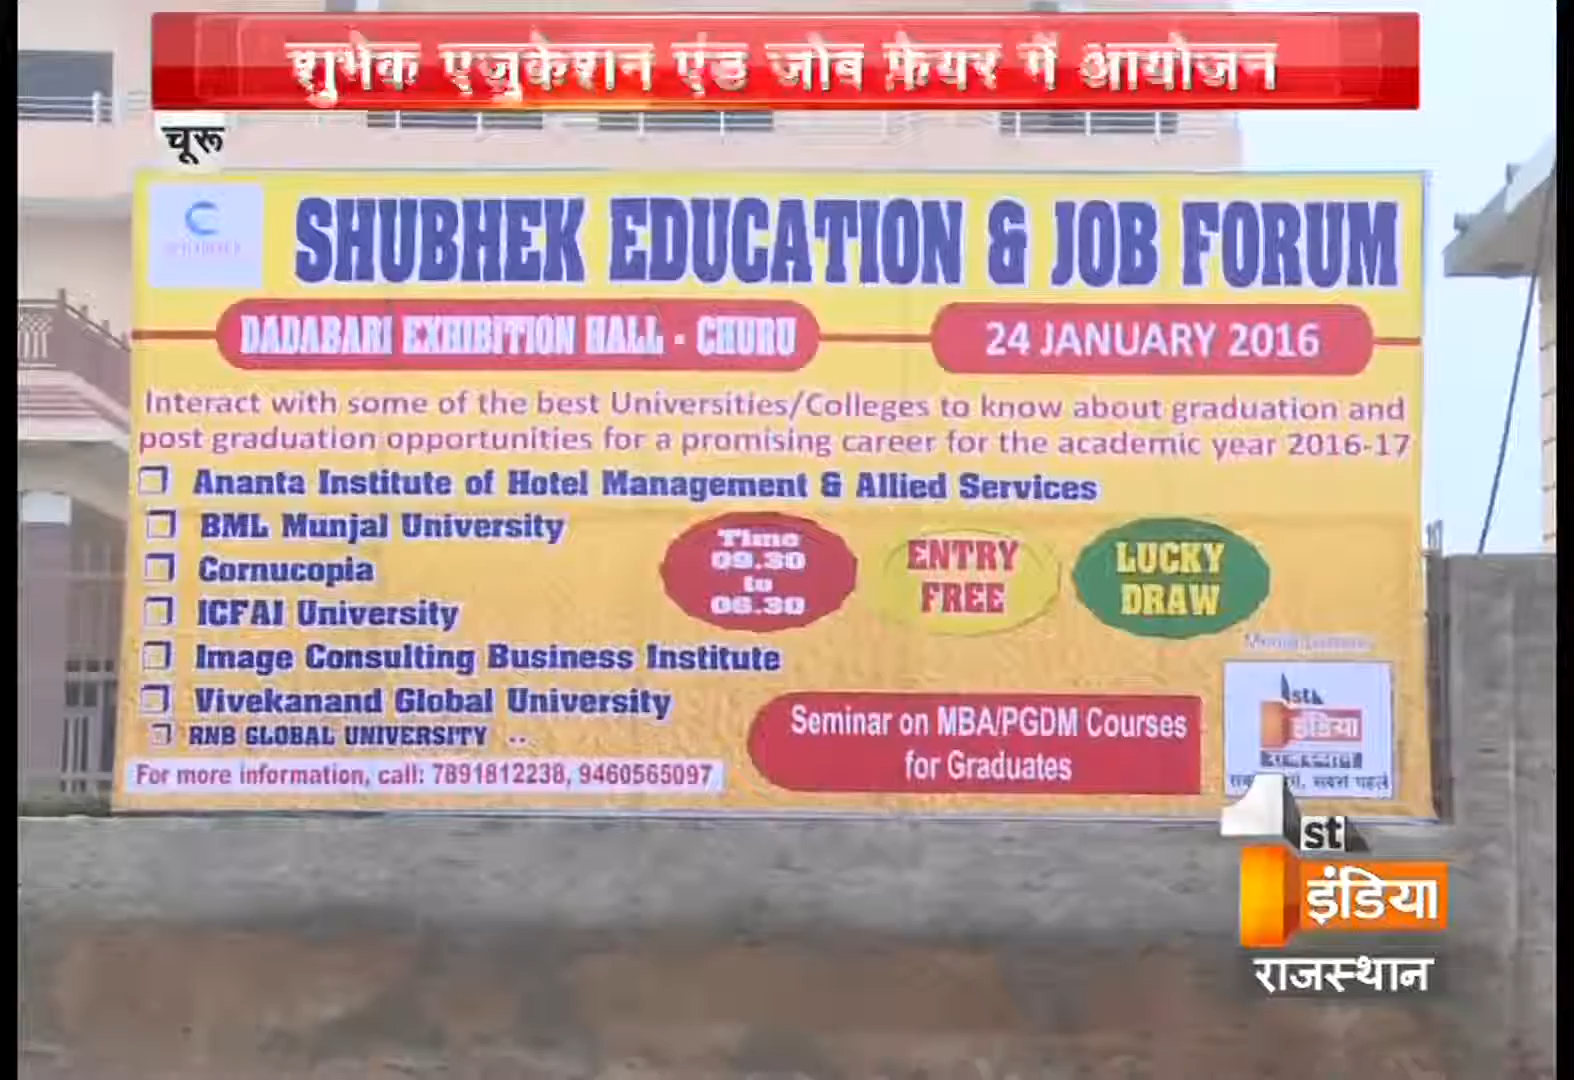 शुभेक एजुकेशन एंड जोब फ़ेयर में आयोजन
चूरू
SHUBHEK EDUCATION & JOB FORUM
DADABARI EXHIBITION HALL - CHURU
24 JANUARY 2016
Interact with some of the best Universities/Colleges to know about graduation and
post graduation opportunities for a promising career for the academic year 2016-17
Ananta Institute of Hotel Management & Allied Services
BML Munjal University
Cornucopia
ICFAI University
Image Consulting Business Institute
Vivekanand Global University
RNB GLOBAL UNIVERSITY ..
Time
09.30
to
06.30
ENTRY
FREE
LUCKY
DRAW
For more information, call: 7891812238, 9460565097
Seminar on MBA/PGDM Courses
for Graduates
1st
इंडिया
1st
इंडिया
राजस्थान